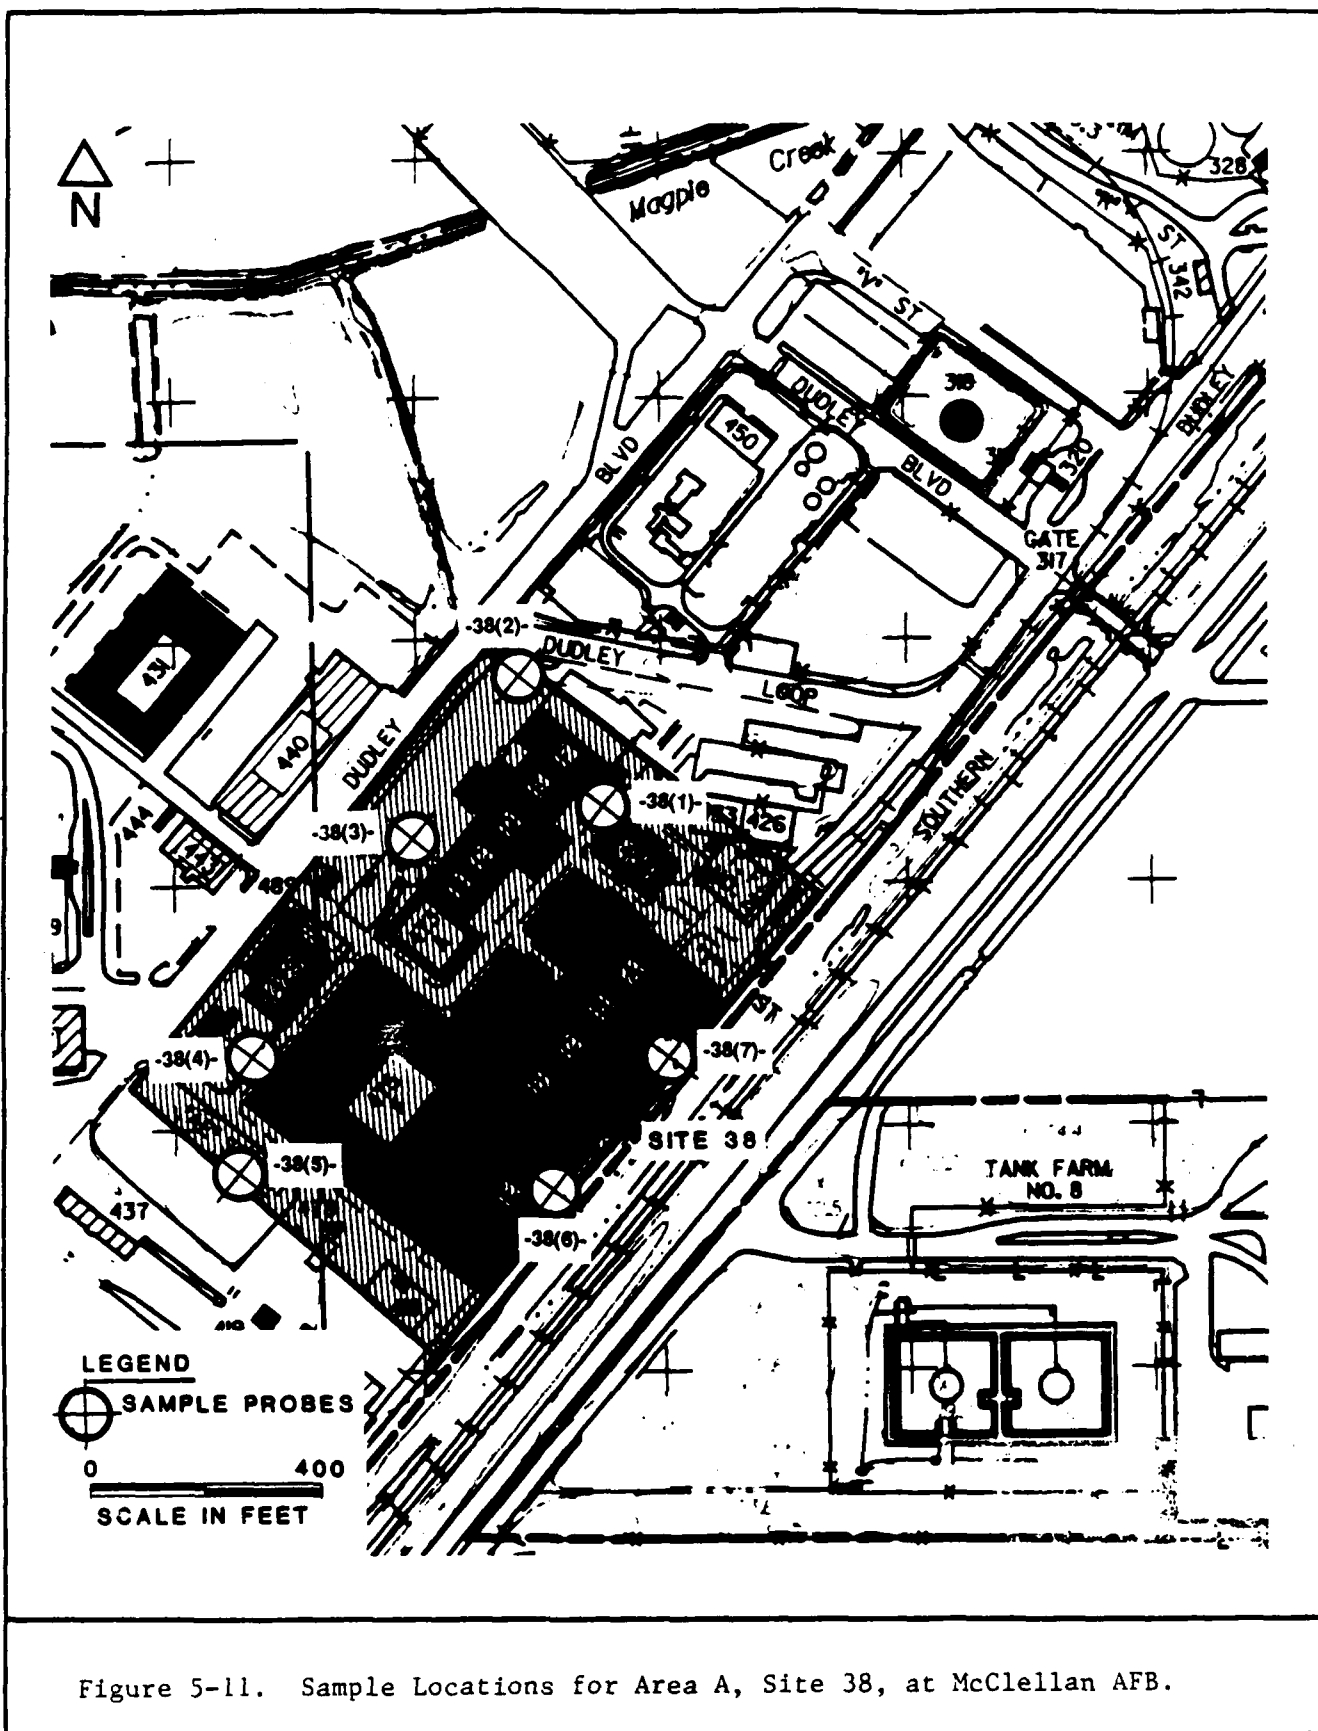 Creek
Magpie
328
N
"V" ST
ST
342
318
DUDLEY
DUDLEY
450
BLVD
BLVD
320
GATE
317
-38(2)-
DUDLEY
LOOP
431
440
DUDLEY
SOUTHERN
-38(1)-
426
-38(3)-
444
443
489
ST
-38(4)-
-38(7)-
SITE 38
-38(5)-
TANK FARM
NO. 8
437
-38(6)-
LEGEND
SAMPLE PROBES
0 400
SCALE IN FEET
Figure 5-11. Sample Locations for Area A, Site 38, at McClellan AFB.